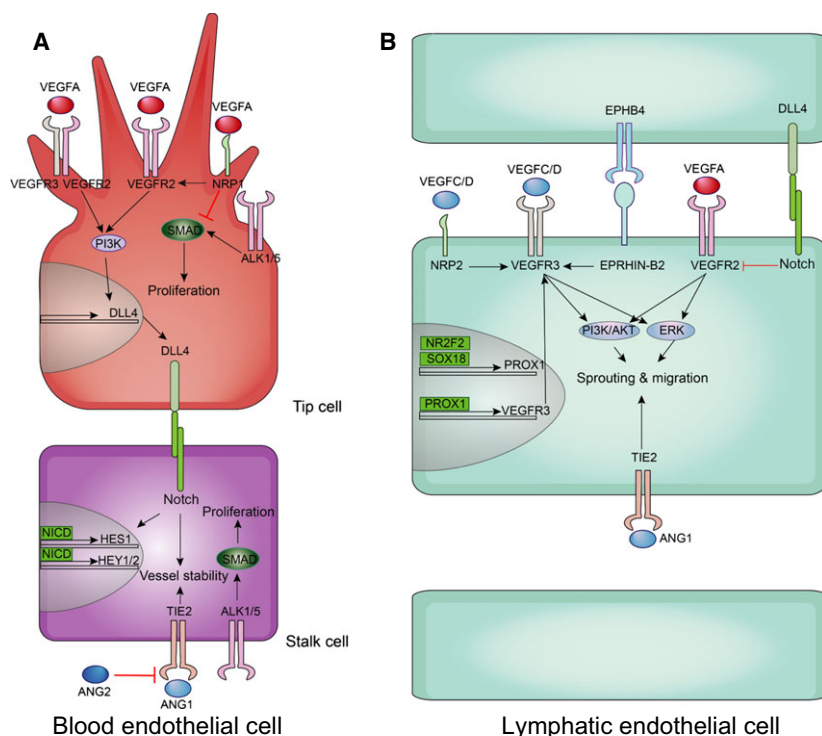 A
VEGFA
VEGFA
VEGFA
VEGFR3 VEGFR2
VEGFR2
NRP1
PI3K
SMAD
ALK1/5
Proliferation
DLL4
DLL4
Tip cell
Notch
Proliferation
NICD
HES1
NICD
HEY1/2
SMAD
Vessel stability
TIE2
ALK1/5
Stalk cell
ANG2
ANG1
Blood endothelial cell
B
EPHB4
DLL4
VEGFC/D
VEGFC/D
VEGFA
NRP2
VEGFR3
EPRHIN-B2
VEGFR2
Notch
PI3K/AKT
ERK
NR2F2
SOX18
PROX1
Sprouting & migration
PROX1
VEGFR3
TIE2
ANG1
Lymphatic endothelial cell